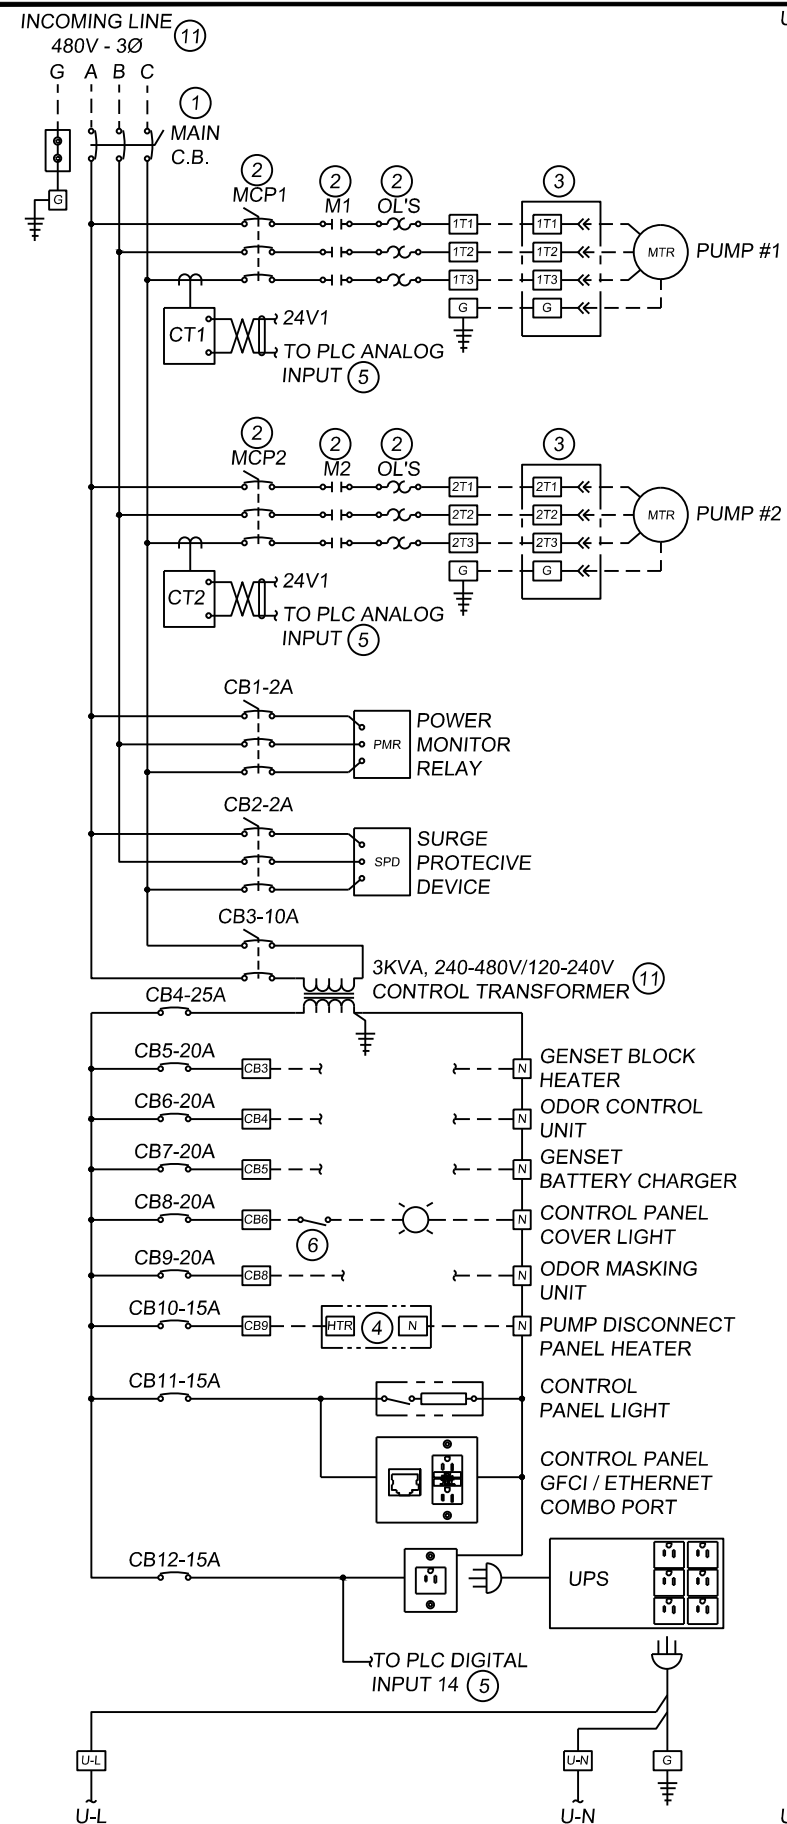 INCOMING LINE 11
480V - 3Ø
G A B C
1
MAIN
C.B.
G
2 2 2 3
MCP1 M1 OL'S
1T1 1T1
1T2 1T2 MTR PUMP #1
1T3 1T3
G G
CT1 24V1
TO PLC ANALOG
INPUT 5
2 2 2 3
MCP2 M2 OL'S
2T1 2T1
2T2 2T2 MTR PUMP #2
2T3 2T3
G G
CT2 24V1
TO PLC ANALOG
INPUT 5
CB1-2A
PMR
POWER
MONITOR
RELAY
CB2-2A
SPD
SURGE
PROTECIVE
DEVICE
CB3-10A
3KVA, 240-480V/120-240V
CONTROL TRANSFORMER 11
CB4-25A
CB5-20A CB3 N GENSET BLOCK
HEATER
CB6-20A CB4 N ODOR CONTROL
UNIT
CB7-20A CB5 N GENSET
BATTERY CHARGER
CB8-20A CB6 6 N CONTROL PANEL
COVER LIGHT
CB9-20A CB8 N ODOR MASKING
UNIT
CB10-15A CB9 HTR 4 N N PUMP DISCONNECT
PANEL HEATER
CB11-15A CONTROL
PANEL LIGHT
CONTROL PANEL
GFCI / ETHERNET
COMBO PORT
CB12-15A UPS
TO PLC DIGITAL
INPUT 14 5
U-L U-N G
U-L U-N